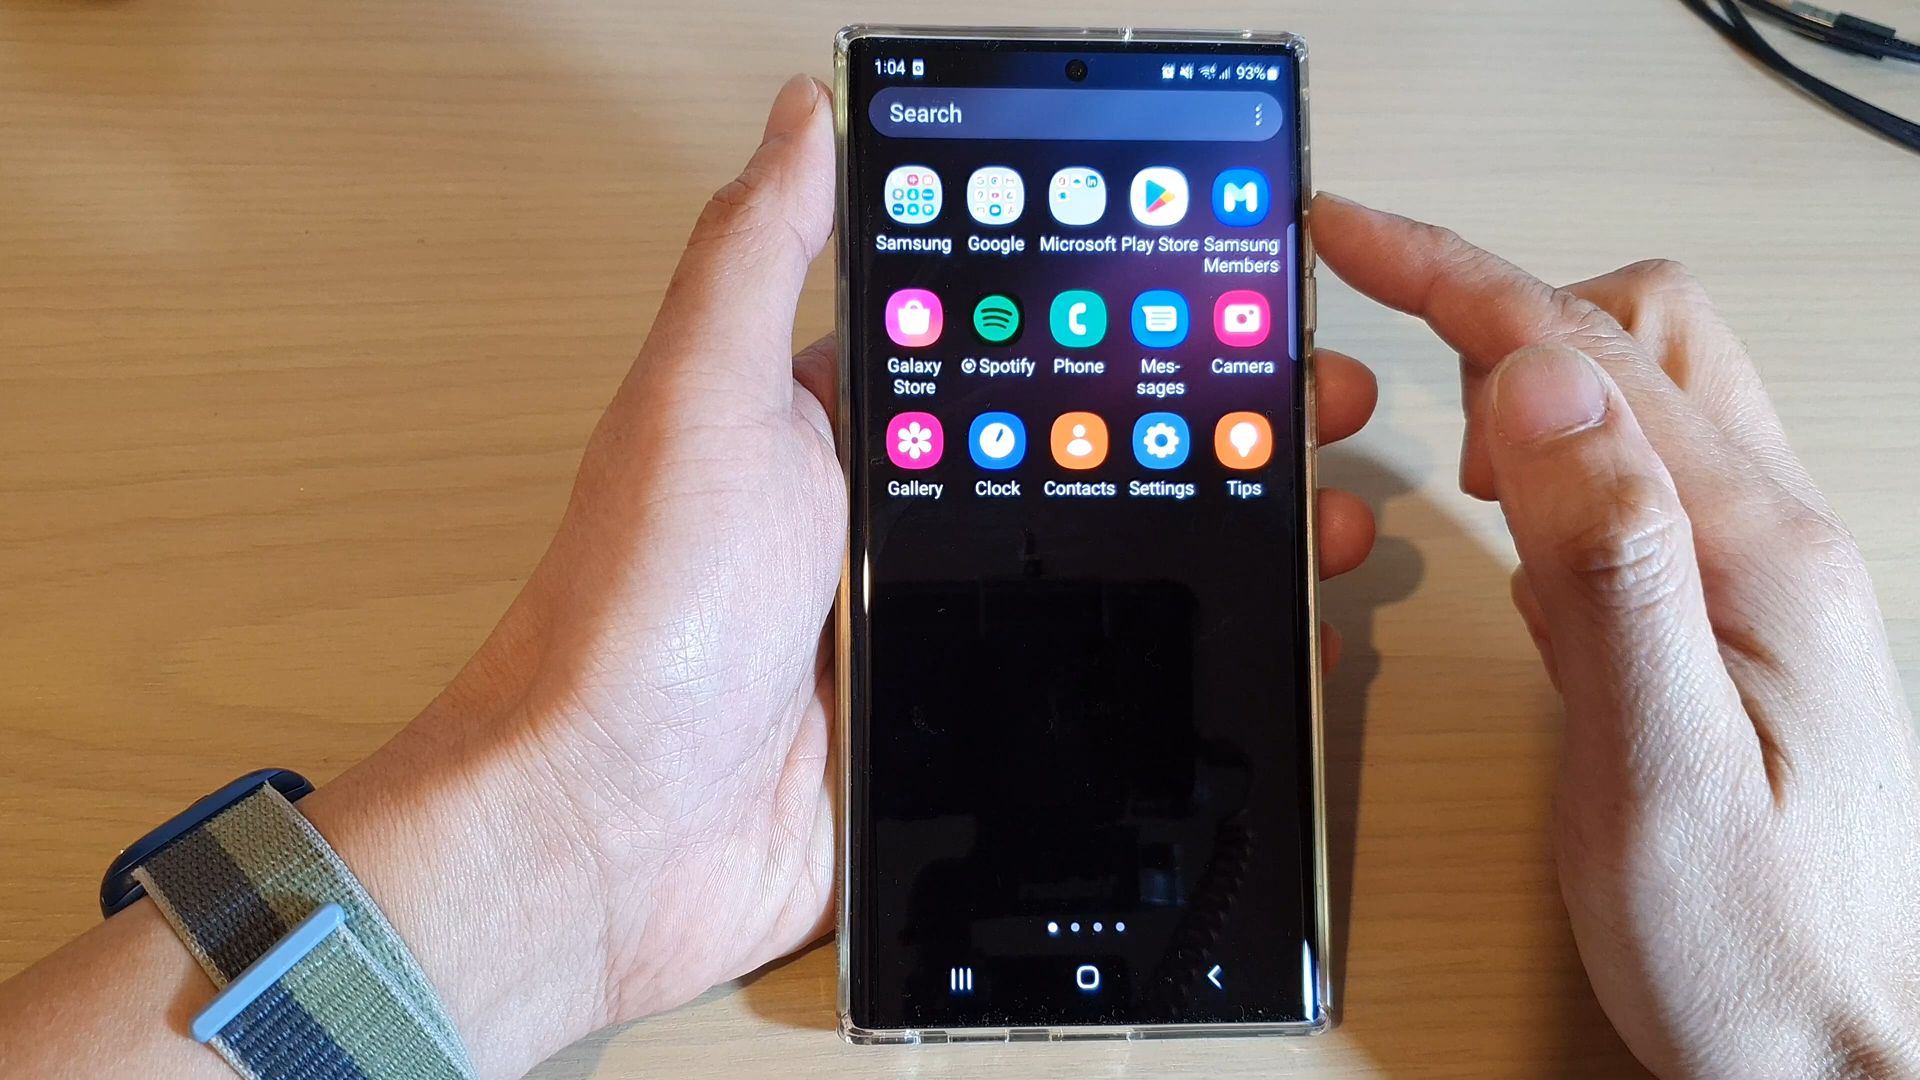 1:04 93%
Search
Samsung Google Microsoft Play Store Samsung
Members
Galaxy Spotify Phone Mes- Camera
Store sages
Gallery Clock Contacts Settings Tips